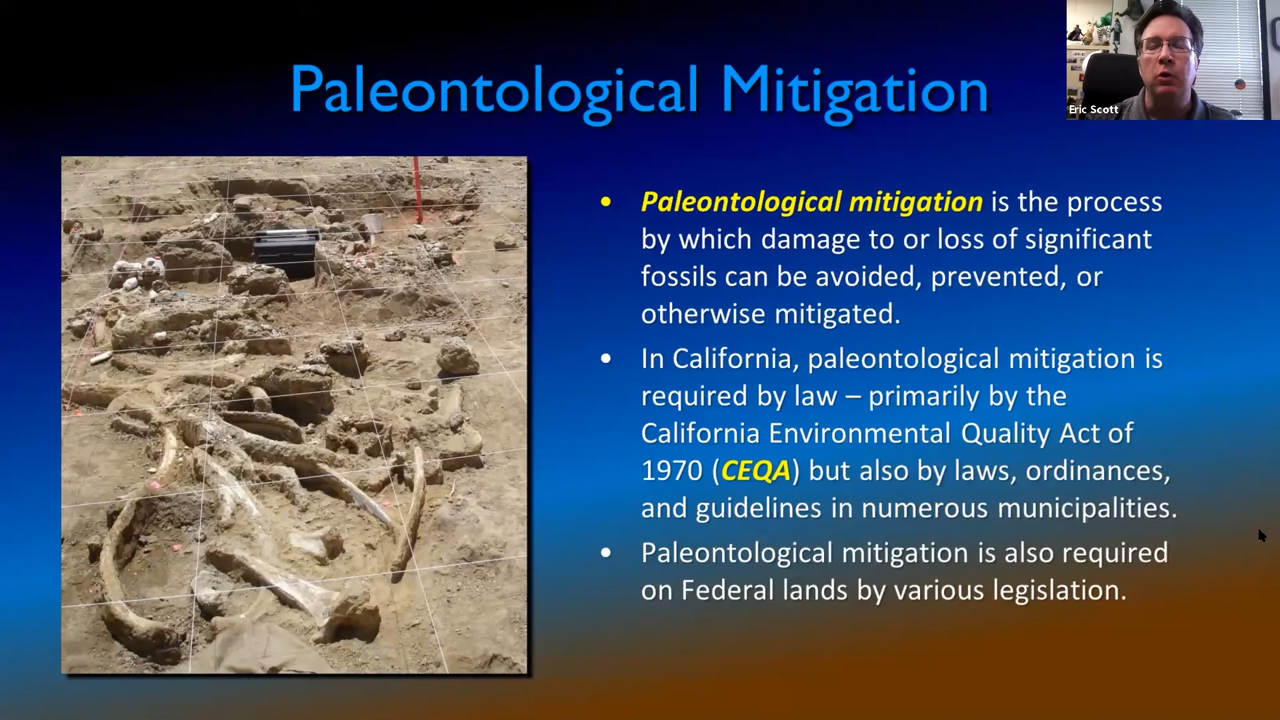 Paleontological Mitigation
Eric Scott
• Paleontological mitigation is the process
by which damage to or loss of significant
fossils can be avoided, prevented, or
otherwise mitigated.
• In California, paleontological mitigation is
required by law – primarily by the
California Environmental Quality Act of
1970 (CEQA) but also by laws, ordinances,
and guidelines in numerous municipalities.
• Paleontological mitigation is also required
on Federal lands by various legislation.